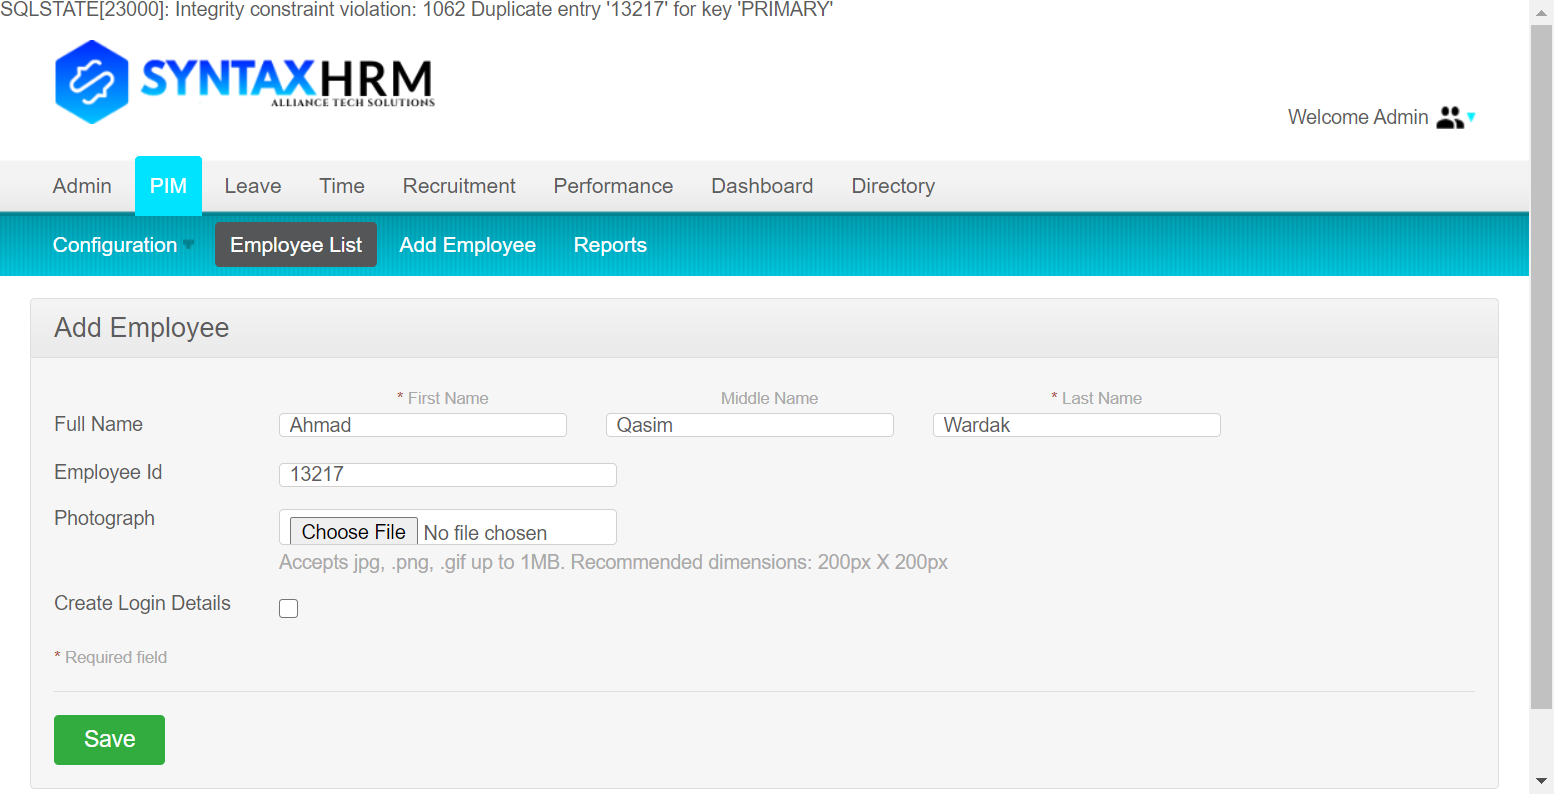 SQLSTATE[23000]: Integrity constraint violation: 1062 Duplicate entry '13217' for key 'PRIMARY'
SYNTAXHRM
ALLIANCE TECH SOLUTIONS
Welcome Admin
Admin PIM Leave Time Recruitment Performance Dashboard Directory
Configuration Employee List Add Employee Reports
Add Employee
* First Name Middle Name * Last Name
Full Name Ahmad Qasim Wardak
Employee Id 13217
Photograph Choose File No file chosen
Accepts jpg, .png, .gif up to 1MB. Recommended dimensions: 200px X 200px
Create Login Details
* Required field
Save